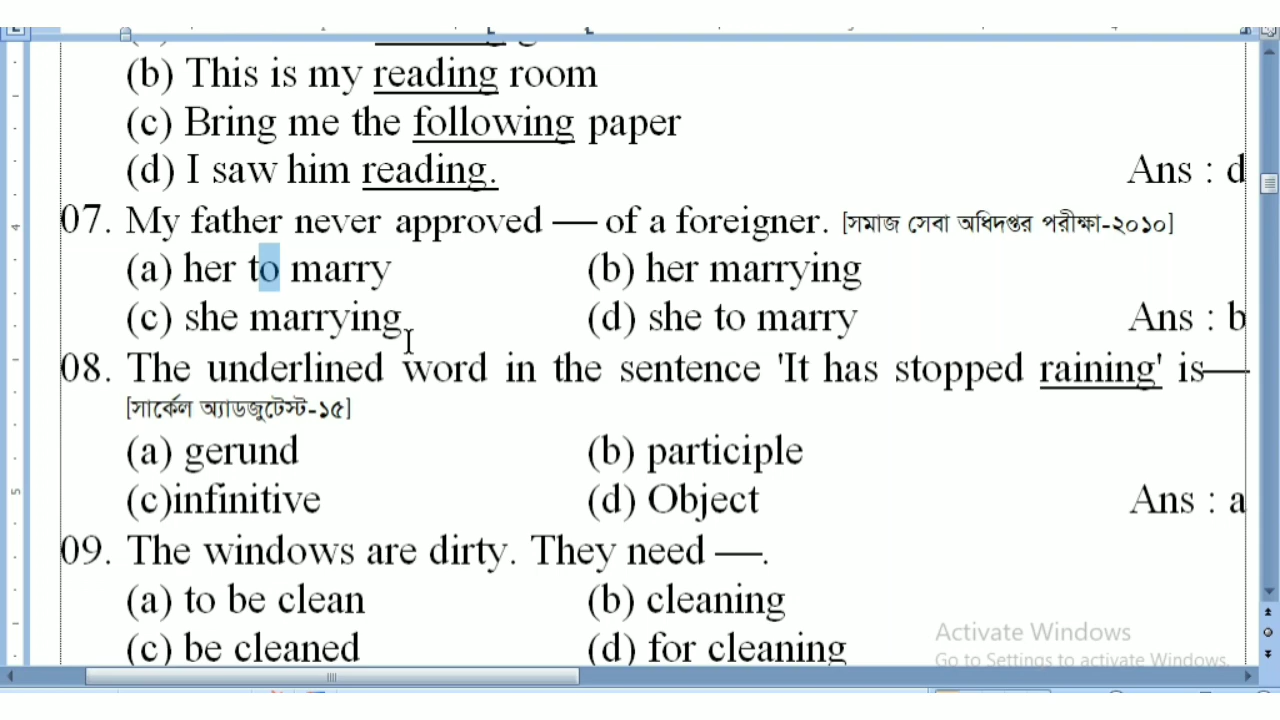 (b) This is my reading room
(c) Bring me the following paper
(d) I saw him reading. Ans : d
07. My father never approved — of a foreigner. [সমাজ সেবা অধিদপ্তর পরীক্ষা-২০১০]
(a) her to marry (b) her marrying
(c) she marrying (d) she to marry Ans : b
08. The underlined word in the sentence 'It has stopped raining' is—
[সার্কেল অ্যাডজুটেস্ট-১৫]
(a) gerund (b) participle
(c)infinitive (d) Object Ans : a
09. The windows are dirty. They need —.
(a) to be clean (b) cleaning
(c) be cleaned (d) for cleaning
Activate Windows
Go to Settings to activate Windows.